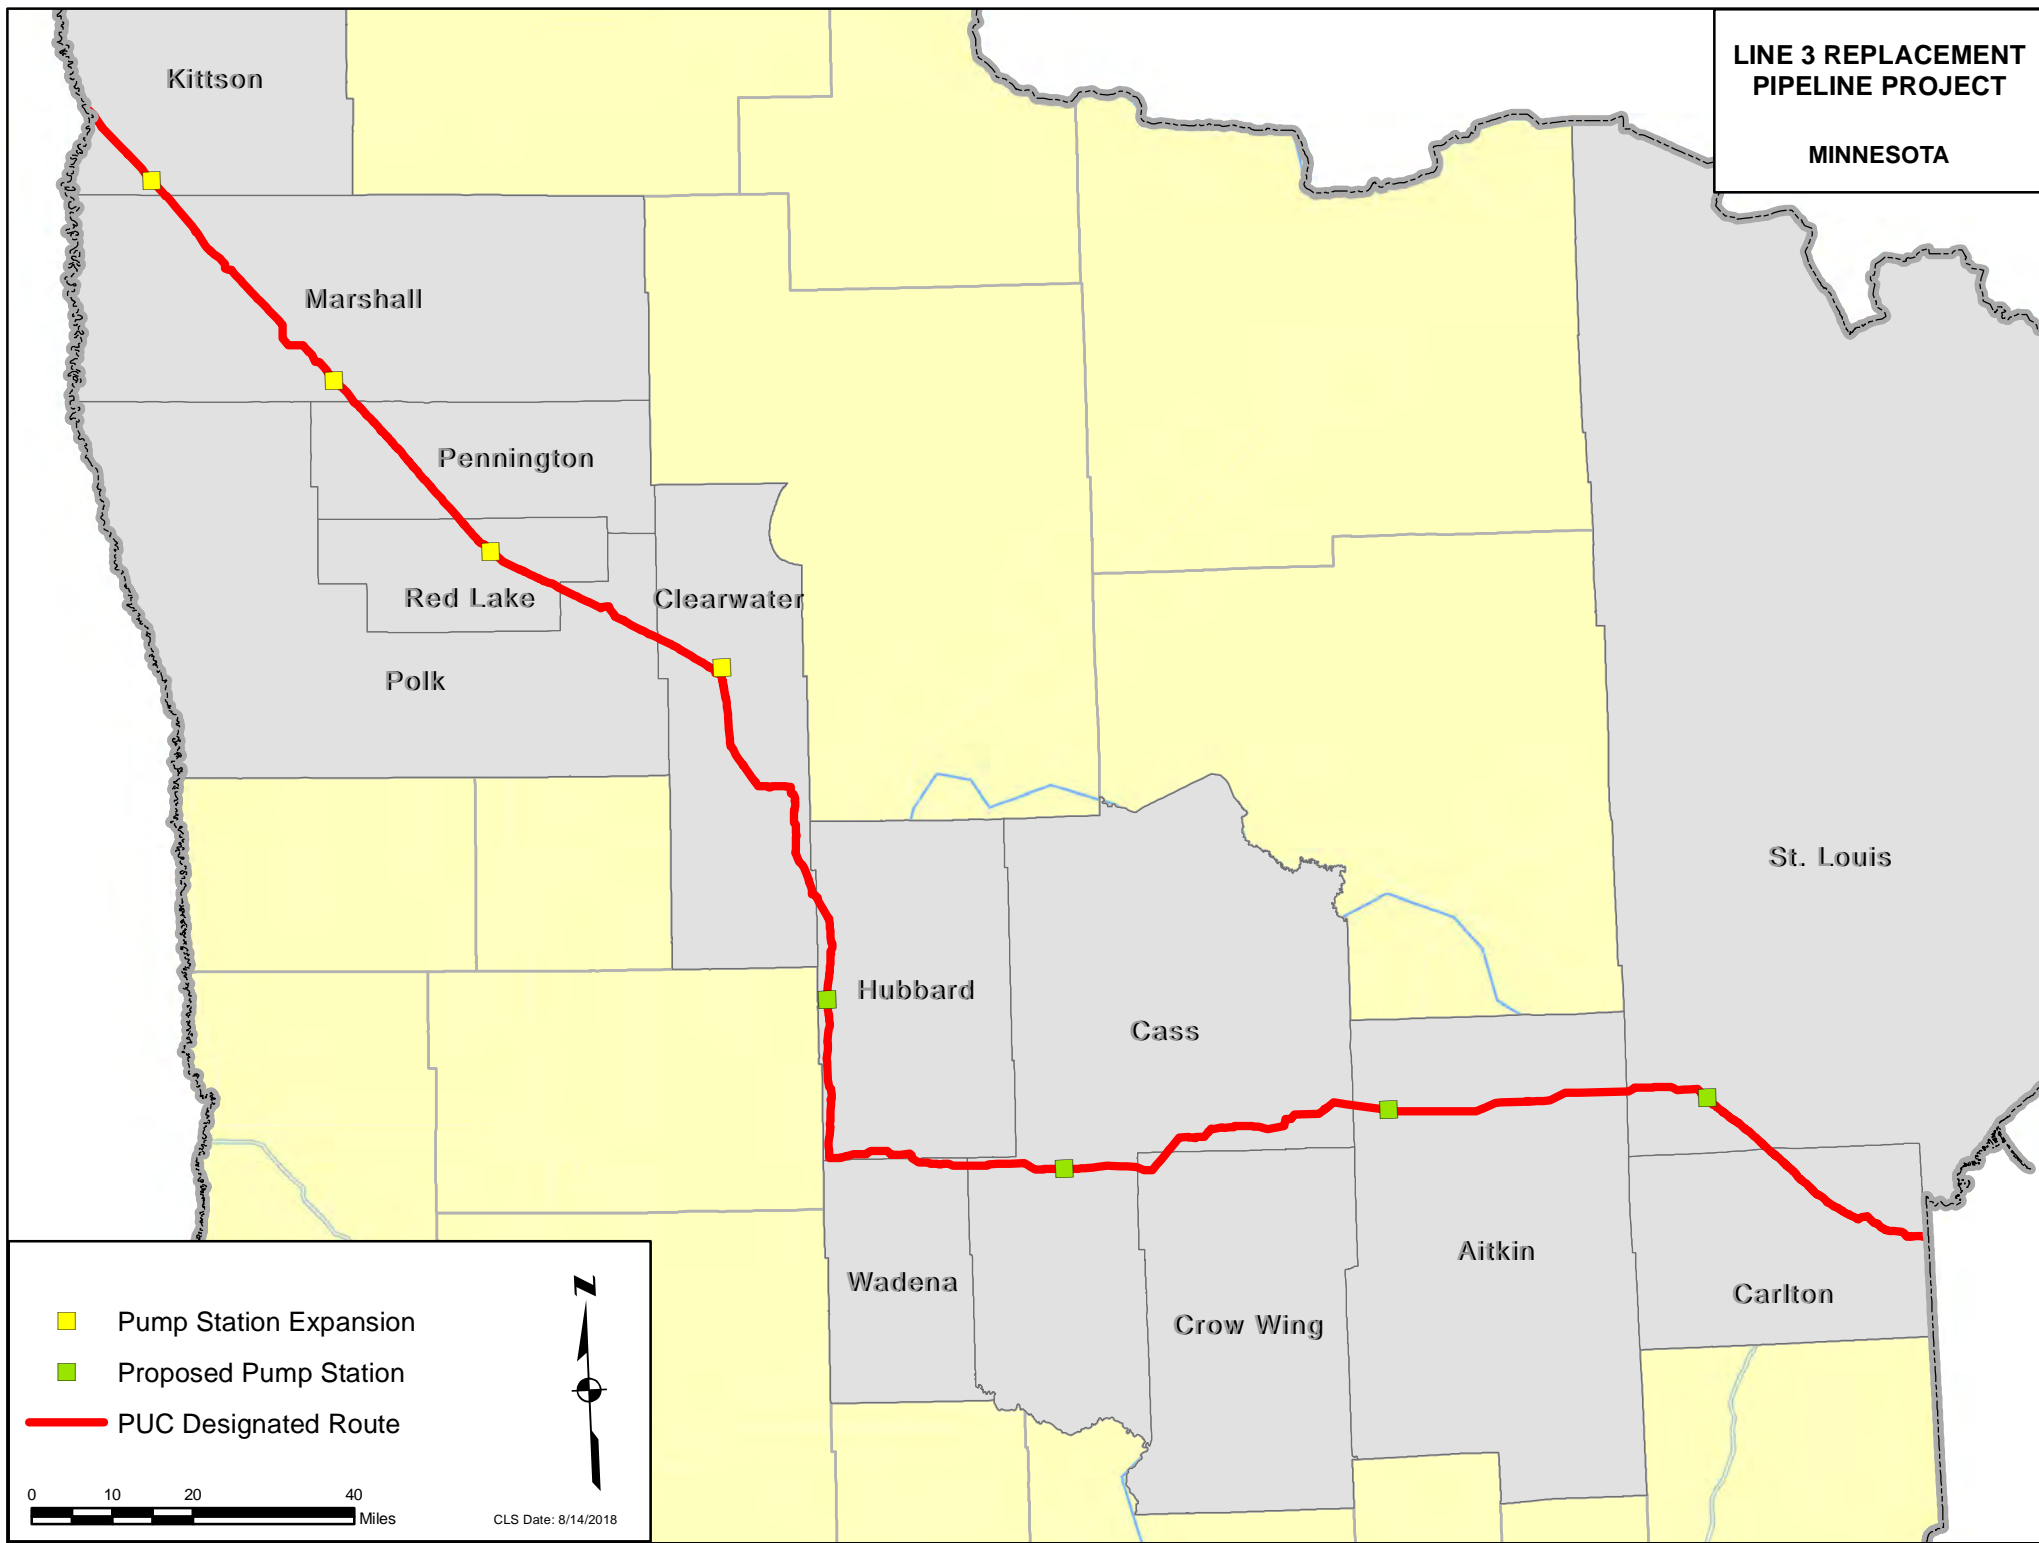 LINE 3 REPLACEMENT
PIPELINE PROJECT
MINNESOTA
Kittson
Marshall
Pennington
Red Lake
Clearwater
Polk
St. Louis
Hubbard
Cass
Aitkin
Wadena
Carlton
Crow Wing
N
Pump Station Expansion
Proposed Pump Station
PUC Designated Route
0 10 20 40
Miles
CLS Date: 8/14/2018